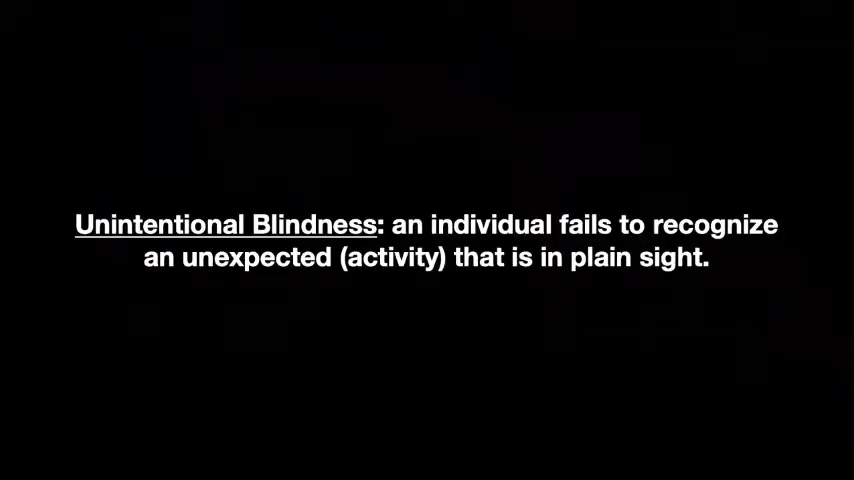 Unintentional Blindness: an individual fails to recognize
an unexpected (activity) that is in plain sight.